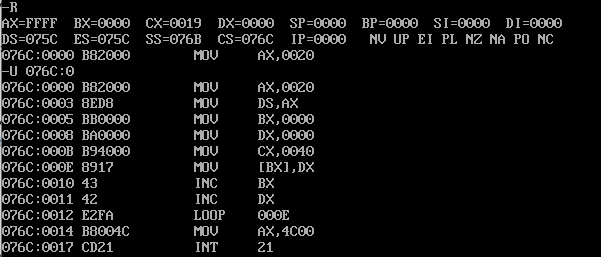 -R
AX=FFFF  BX=0000  CX=0019  DX=0000  SP=0000  BP=0000  SI=0000  DI=0000
DS=075C  ES=075C  SS=076B  CS=076C  IP=0000   NV UP EI PL NZ NA PO NC
076C:0000 B82000        MOV     AX,0020
-U 076C:0
076C:0000 B82000        MOV     AX,0020
076C:0003 8ED8          MOV     DS,AX
076C:0005 BB0000        MOV     BX,0000
076C:0008 BA0000        MOV     DX,0000
076C:000B B94000        MOV     CX,0040
076C:000E 8917          MOV     [BX],DX
076C:0010 43            INC     BX
076C:0011 42            INC     DX
076C:0012 E2FA          LOOP    000E
076C:0014 B8004C        MOV     AX,4C00
076C:0017 CD21          INT     21